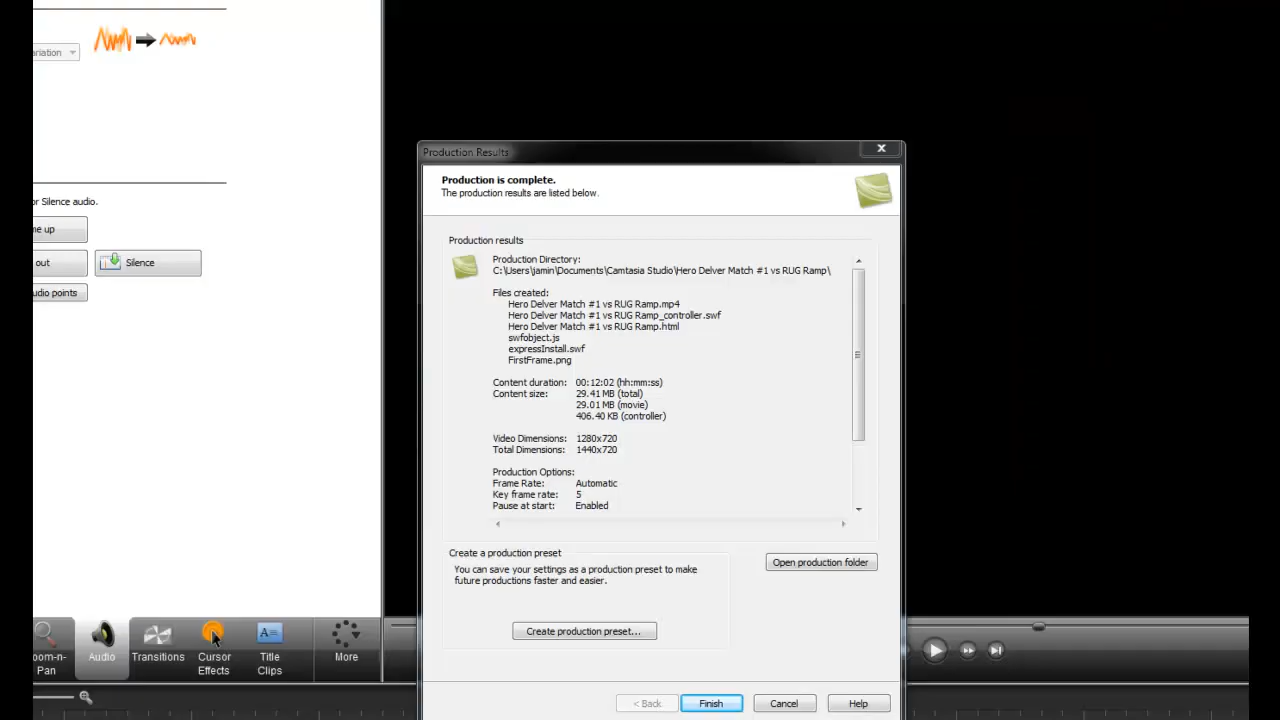 ariation
or Silence audio.
me up
out
Silence
udio points
Production Results
Production is complete.
The production results are listed below.
Production results
Production Directory:
C:\Users\jamin\Documents\Camtasia Studio\Hero Delver Match #1 vs RUG Ramp\
Files created:
Hero Delver Match #1 vs RUG Ramp.mp4
Hero Delver Match #1 vs RUG Ramp_controller.swf
Hero Delver Match #1 vs RUG Ramp.html
swfobject.js
expressInstall.swf
FirstFrame.png
Content duration: 00:12:02 (hh:mm:ss)
Content size: 29.41 MB (total)
29.01 MB (movie)
406.40 KB (controller)
Video Dimensions: 1280x720
Total Dimensions: 1440x720
Production Options:
Frame Rate: Automatic
Key frame rate: 5
Pause at start: Enabled
Create a production preset
You can save your settings as a production preset to make
future productions faster and easier.
Open production folder
Create production preset...
oom-n-
Pan
Audio
Transitions
Cursor
Effects
A
Title
Clips
More
< Back
Finish
Cancel
Help